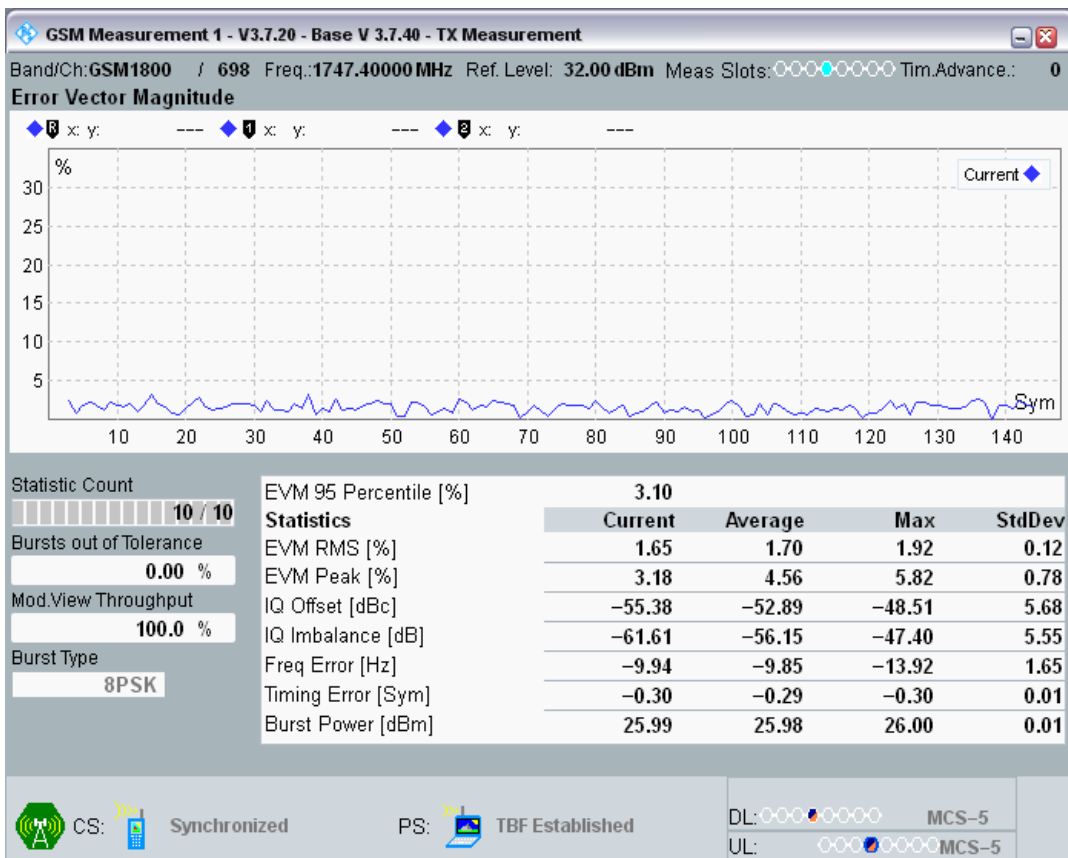 GSM Measurement 1 - V3.7.20 - Base V 3.7.40 - TX Measurement
Band/Ch:GSM1800 / 698 Freq.:1747.40000 MHz Ref. Level: 32.00 dBm Meas Slots: Tim.Advance.: 0
Error Vector Magnitude
R x: y: --- 1 x: y: --- 2 x: y: ---
%
Current
30
25
20
15
10
5
Sym
10 20 30 40 50 60 70 80 90 100 110 120 130 140
Statistic Count
10 / 10
Bursts out of Tolerance
0.00 %
Mod.View Throughput
100.0 %
Burst Type
8PSK
EVM 95 Percentile [%] 3.10
Statistics Current Average Max StdDev
EVM RMS [%] 1.65 1.70 1.92 0.12
EVM Peak [%] 3.18 4.56 5.82 0.78
IQ Offset [dBc] −55.38 −52.89 −48.51 5.68
IQ Imbalance [dB] −61.61 −56.15 −47.40 5.55
Freq Error [Hz] −9.94 −9.85 −13.92 1.65
Timing Error [Sym] −0.30 −0.29 −0.30 0.01
Burst Power [dBm] 25.99 25.98 26.00 0.01
CS: Synchronized PS: TBF Established
DL: MCS−5
UL: MCS−5